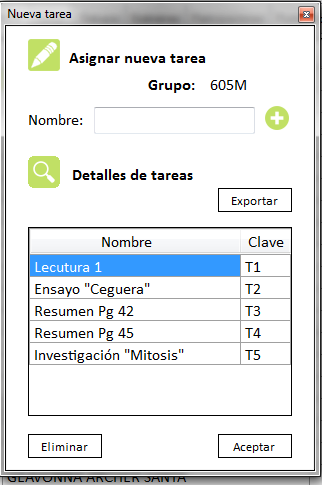 Nueva tarea
Asignar nueva tarea
Grupo: 605M
Nombre:
Detalles de tareas
Exportar
Nombre Clave
Lecutura 1 T1
Ensayo "Ceguera" T2
Resumen Pg 42 T3
Resumen Pg 45 T4
Investigación "Mitosis" T5
Eliminar Aceptar
GEAVONNA ARCHER SANTA